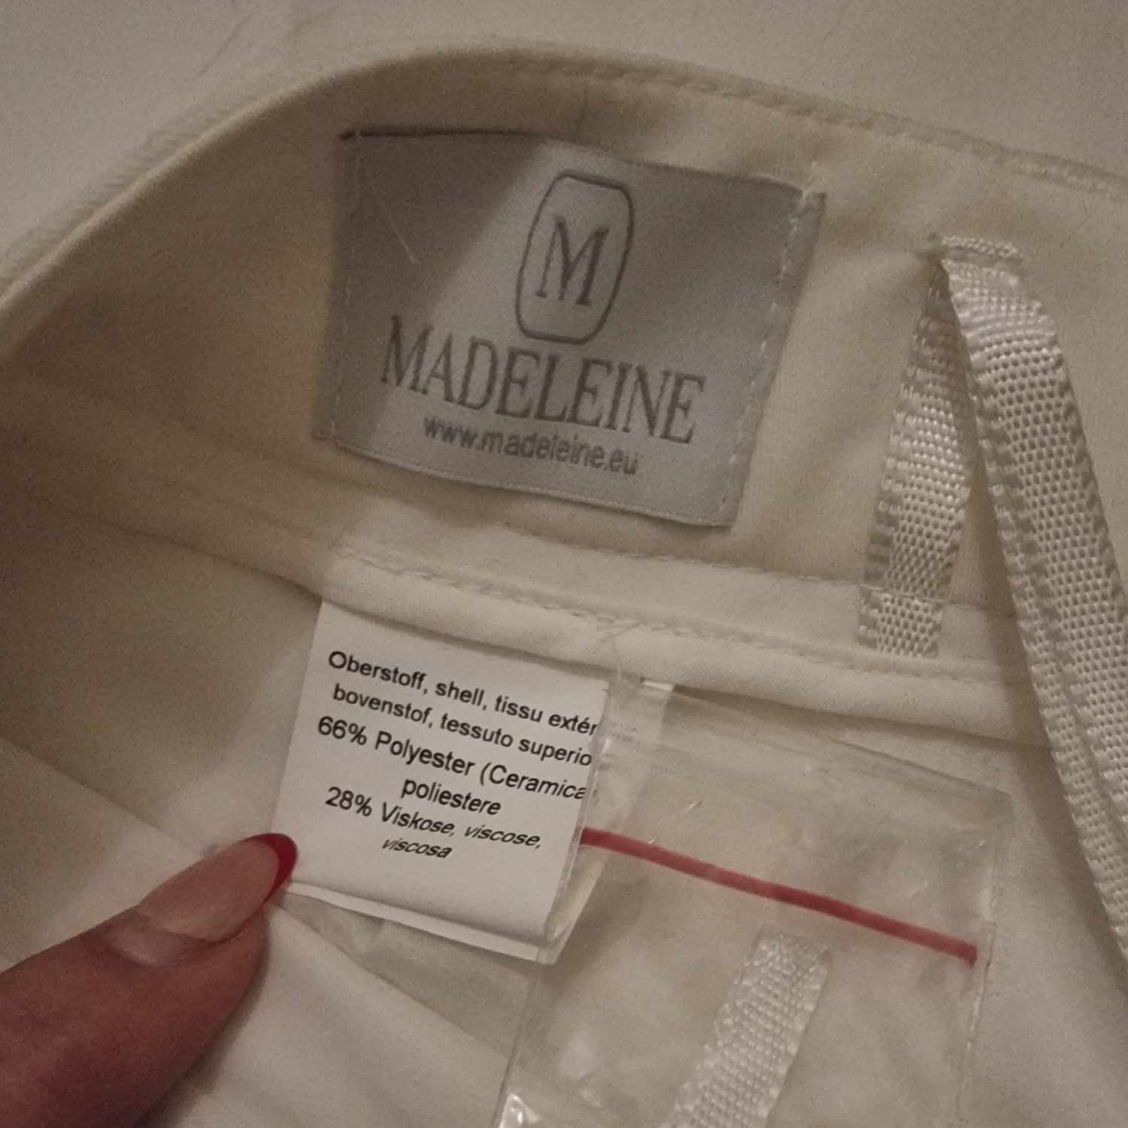 M
MADELEINE
www.madeleine.eu
Oberstoff, shell, tissu extér
bovenstof, tessuto superio
66% Polyester (Ceramica
poliestere
28% Viskose, viscose,
viscosa